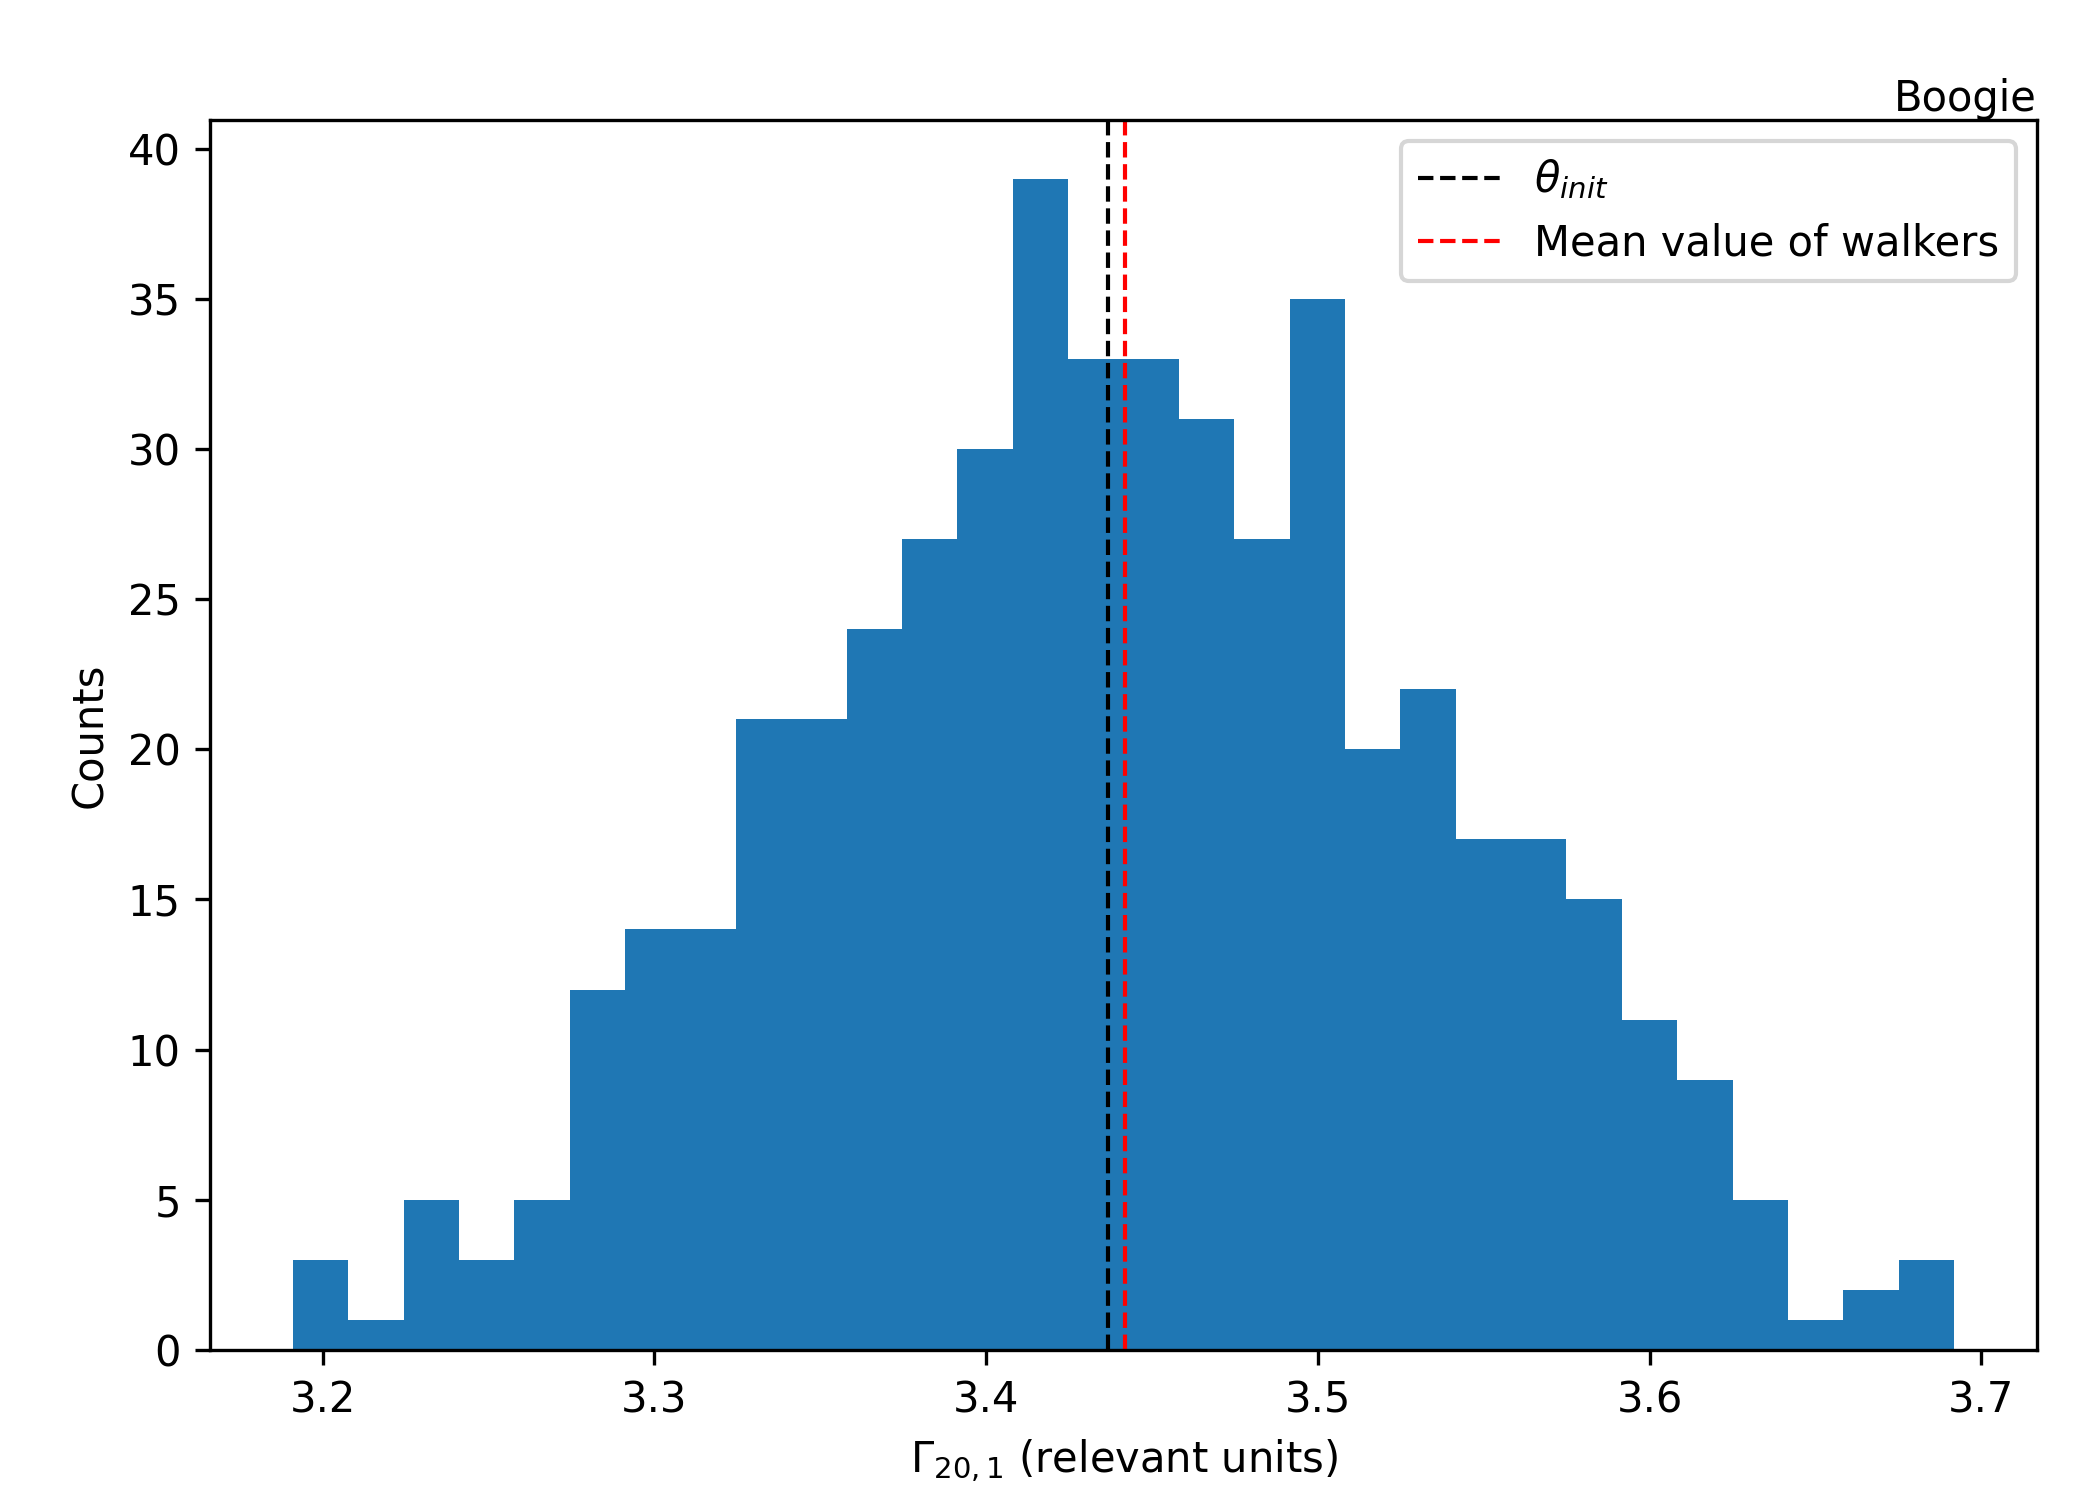 Boogie
40
35
30
25
20
15
10
5
0
Counts
θinit
Mean value of walkers
3.2 3.3 3.4 3.5 3.6 3.7
Γ20, 1 (relevant units)